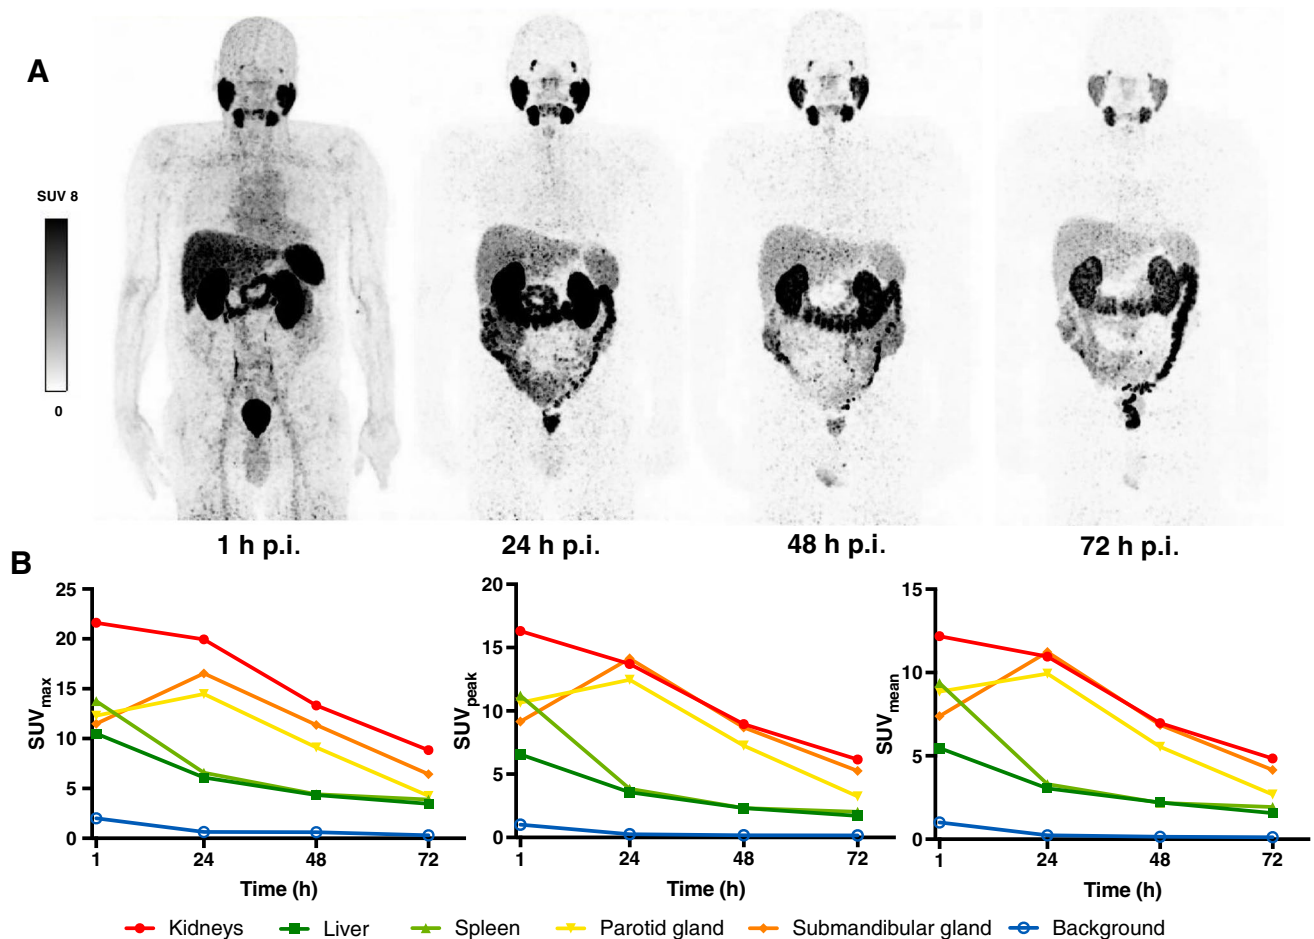 A
SUV 8
0
1 h p.i.
24 h p.i.
48 h p.i.
72 h p.i.
B
25
20
15
10
5
0
SUVmax
1
24
48
72
Time (h)
20
15
10
5
0
SUVpeak
1
24
48
72
Time (h)
15
10
5
0
SUVmean
1
24
48
72
Time (h)
Kidneys
Liver
Spleen
Parotid gland
Submandibular gland
Background